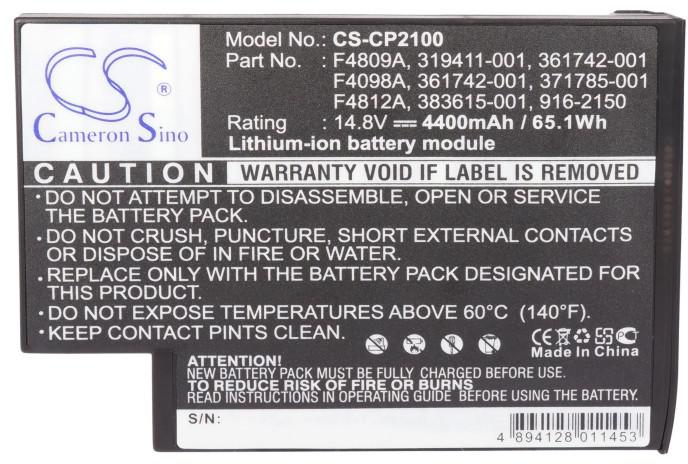 CS
®
Cameron Sino
Model No.: CS-CP2100
Part No. : F4809A, 319411-001, 361742-001
F4098A, 361742-001, 371785-001
F4812A, 383615-001, 916-2150
Rating : 14.8V 4400mAh / 65.1Wh
Lithium-ion battery module
CAUTION WARRANTY VOID IF LABEL IS REMOVED
· DO NOT ATTEMPT TO DISASSEMBLE, OPEN OR SERVICE
THE BATTERY PACK.
· DO NOT CRUSH, PUNCTURE, SHORT EXTERNAL CONTACTS
OR DISPOSE OF IN FIRE OR WATER.
· REPLACE ONLY WITH THE BATTERY PACK DESIGNATED FOR
THIS SYSTEM.
· DO NOT EXPOSE TEMPERATURES ABOVE 60°C (140°F).
· KEEP CONTACT PINTS CLEAN.
CE
Made In China
ATTENTION!
NEW BATTERY PACK MUST BE FULLY CHARGED BEFORE USE
TO REDUCE RISK OF FIRE OR BURNS.
READ INSTRUCTIONS IN OPERATING GUIDE BEFORE USING THE BATTERY.
S/N:
4 894128 011453